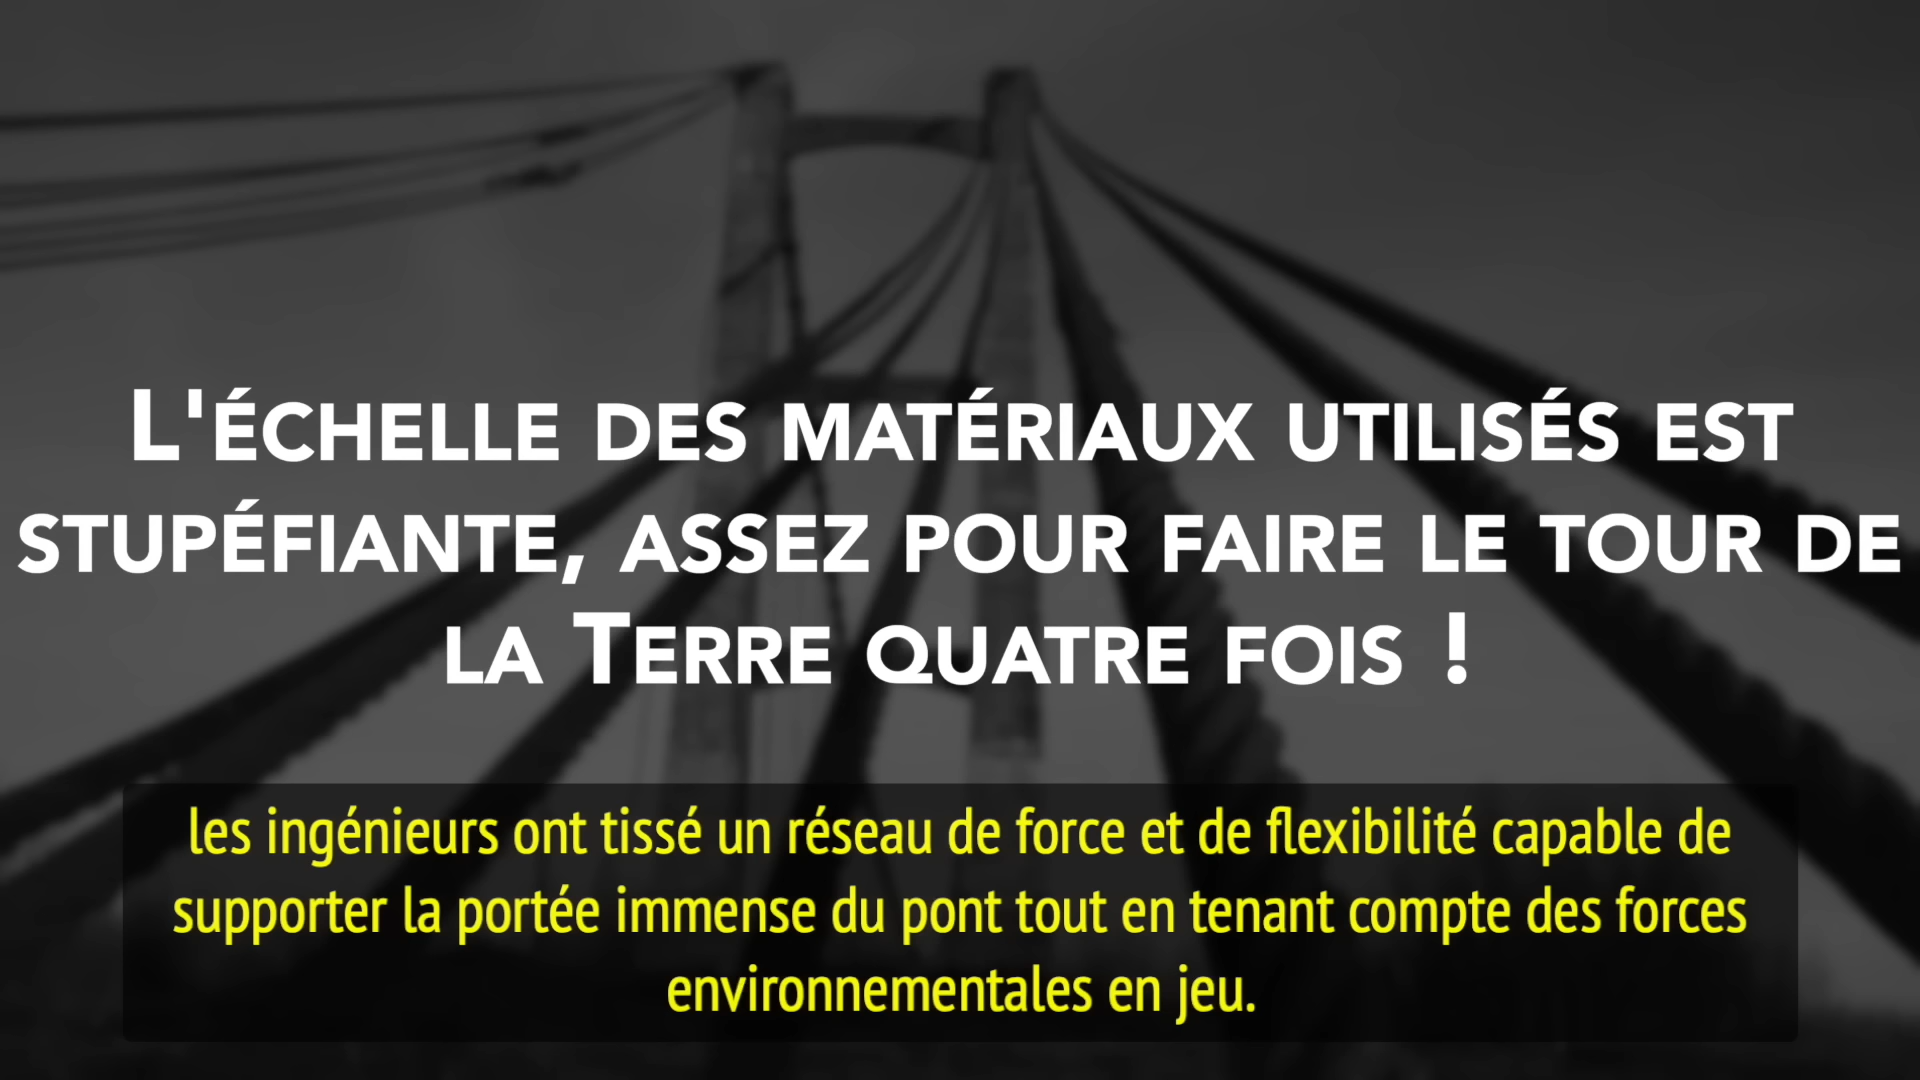 L'échelle des matériaux utilisés est
stupéfiante, assez pour faire le tour de
la Terre quatre fois !
les ingénieurs ont tissé un réseau de force et de flexibilité capable de
supporter la portée immense du pont tout en tenant compte des forces
environnementales en jeu.